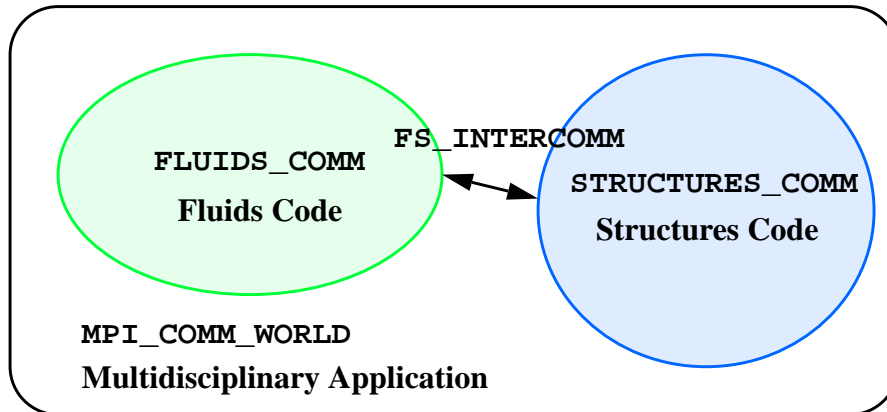 FS_INTERCOMM
FLUIDS_COMM
Fluids Code
STRUCTURES_COMM
Structures Code
MPI_COMM_WORLD
Multidisciplinary Application